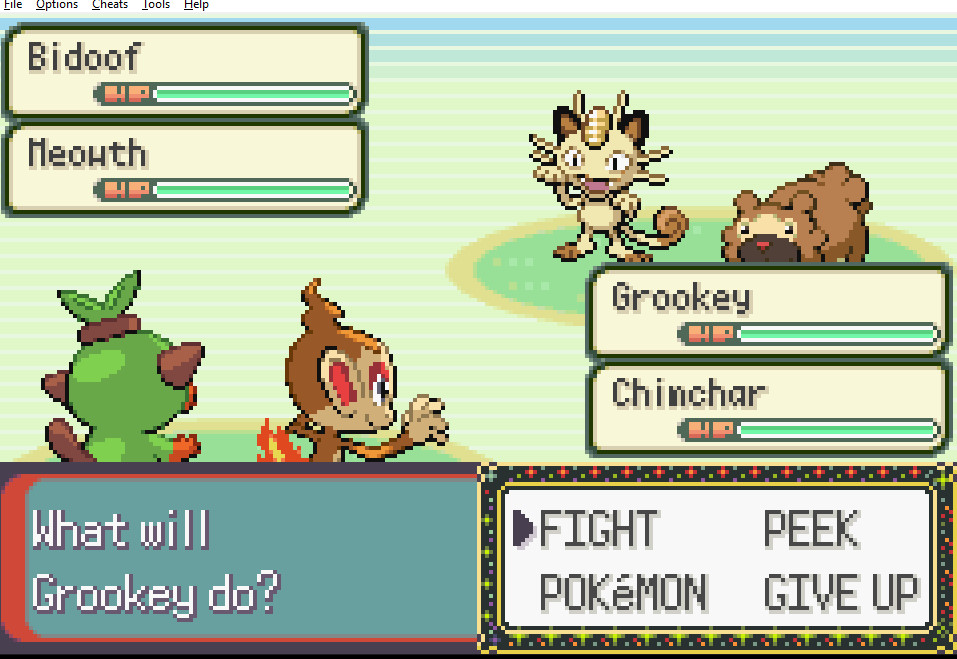 File Options Cheats Tools Help
Bidoof
HP
Meowth
HP
Grookey
HP
Chimchar
HP
What will
Grookey do?
FIGHT PEEK
POKéMON GIVE UP